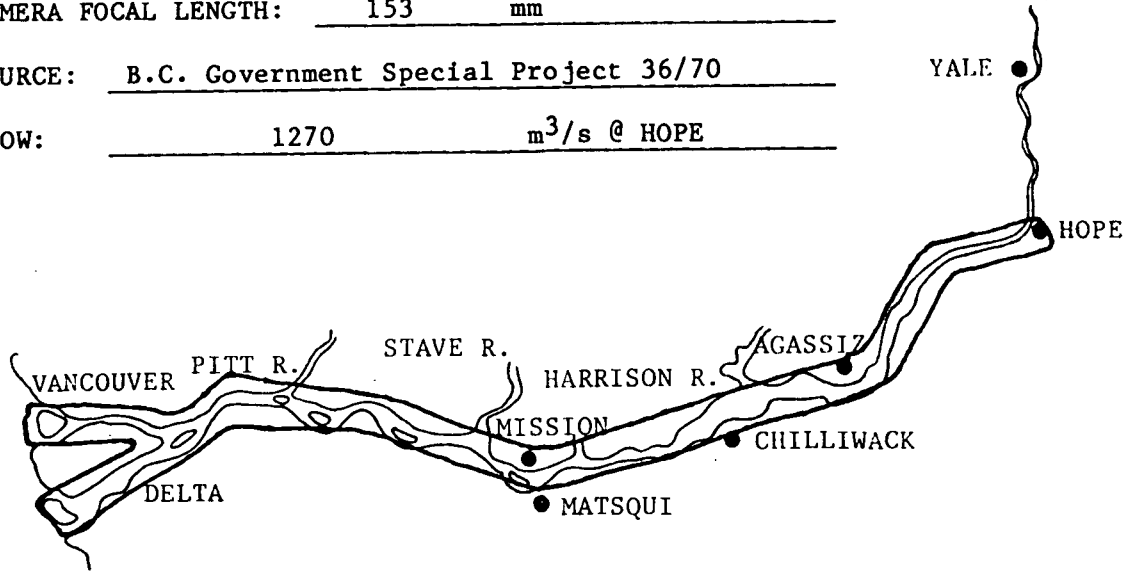 MERA FOCAL LENGTH: 153 mm
URCE: B.C. Government Special Project 36/70
OW: 1270 m³/s @ HOPE
YALE
HOPE
AGASSIZ
STAVE R.
PITT R.
HARRISON R.
VANCOUVER
MISSION
CHILLIWACK
DELTA
MATSQUI